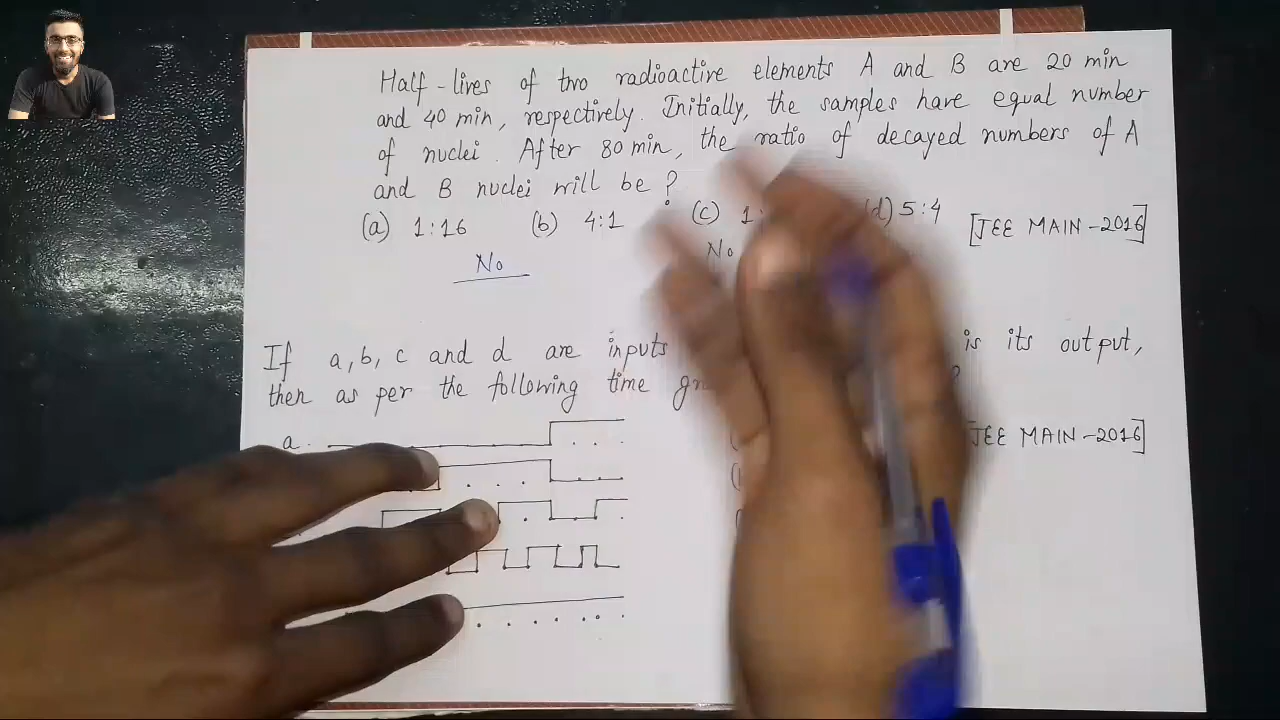 Half-lives of two radioactive elements A and B are 20 min
and 40 min, respectively. Initially, the samples have equal number
of nuclei. After 80 min, the ratio of decayed numbers of A
and B nuclei will be?
(a) 1:16 (b) 4:1 (c) 1: (d) 5:4 [JEE MAIN-2016]
No No
If a, b, c and d are inputs is its output,
then as per the following time ?
a. [JEE MAIN-2016]